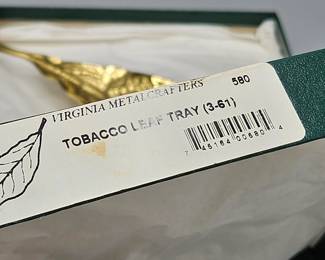 VIRGINIA METALCRAFTERS
580
TOBACCO LEAF TRAY (3-61)
7 45164 00580 4